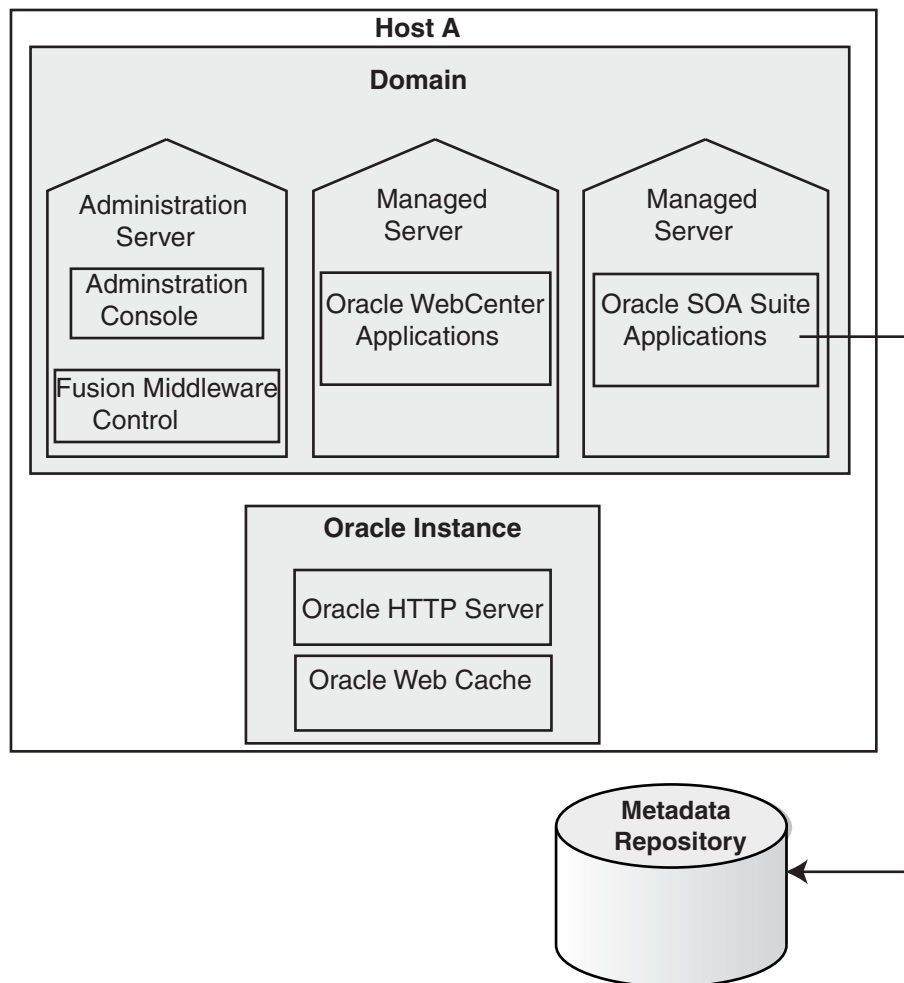 Host A
Domain
Administration
Server
Adminstration
Console
Fusion Middleware
Control
Managed
Server
Oracle WebCenter
Applications
Managed
Server
Oracle SOA Suite
Applications
Oracle Instance
Oracle HTTP Server
Oracle Web Cache
Metadata
Repository